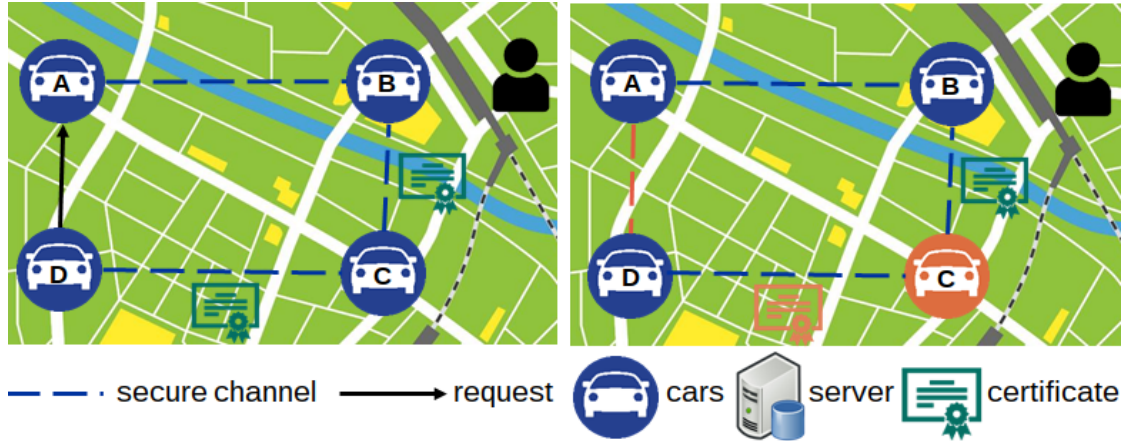 A B A B
D C D C
secure channel request cars server certificate